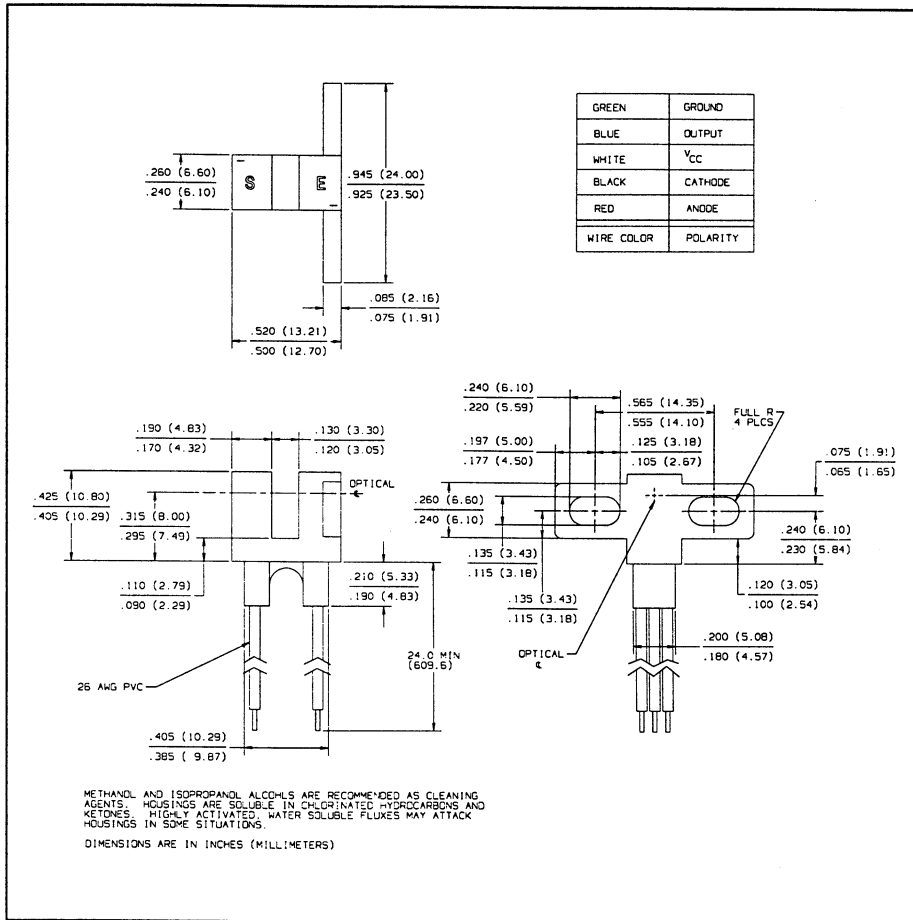 GREEN GROUND
BLUE OUTPUT
WHITE VCC
BLACK CATHODE
RED ANODE
WIRE COLOR POLARITY
.260 (6.60)
.240 (6.10)
S
E
.945 (24.00)
.925 (23.50)
.085 (2.16)
.075 (1.91)
.520 (13.21)
.500 (12.70)
.190 (4.83)
.170 (4.32)
.130 (3.30)
.120 (3.05)
OPTICAL
℄
.425 (10.80)
.405 (10.29)
.315 (8.00)
.295 (7.49)
.110 (2.79)
.090 (2.29)
.210 (5.33)
.190 (4.83)
24.0 MIN
(609.6)
26 AWG PVC
.405 (10.29)
.385 ( 9.87)
.240 (6.10)
.220 (5.59)
.565 (14.35)
.555 (14.10)
FULL R
4 PLCS
.197 (5.00)
.177 (4.50)
.125 (3.18)
.105 (2.67)
.075 (1.91)
.065 (1.65)
.260 (6.60)
.240 (6.10)
.135 (3.43)
.115 (3.18)
.135 (3.43)
.115 (3.18)
.240 (6.10)
.230 (5.84)
.120 (3.05)
.100 (2.54)
OPTICAL
℄
.200 (5.08)
.180 (4.57)
METHANOL AND ISOPROPANOL ALCOHLS ARE RECOMMENDED AS CLEANING
AGENTS. HOUSINGS ARE SOLUBLE IN CHLORINATED HYDROCARBONS AND
KETONES. HIGHLY ACTIVATED, WATER SOLUBLE FLUXES MAY ATTACK
HOUSINGS IN SOME SITUATIONS.
DIMENSIONS ARE IN INCHES (MILLIMETERS)